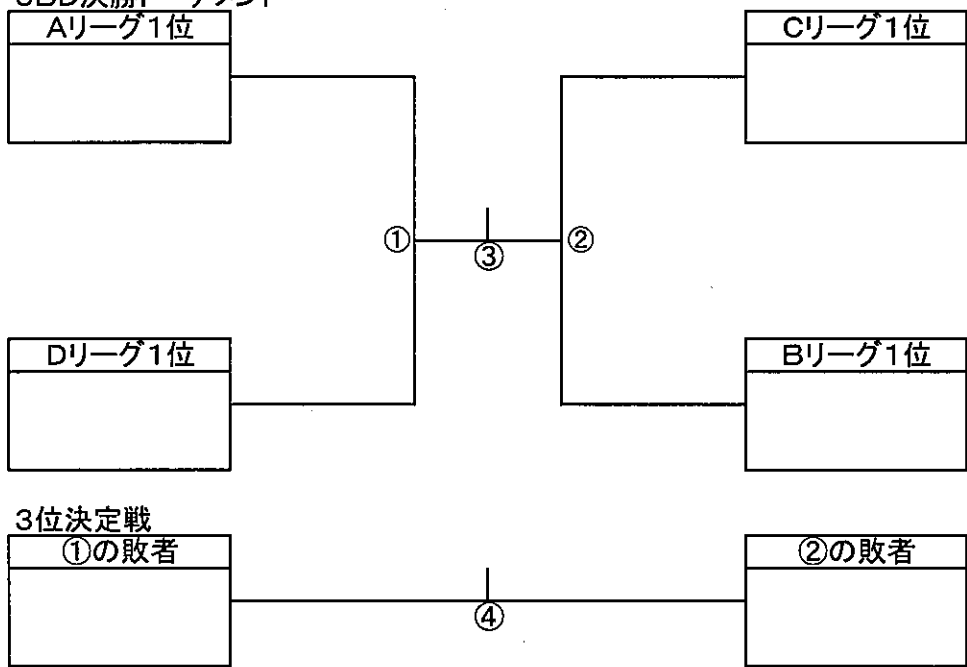 Aリーグ1位
Cリーグ1位
①
③
②
Dリーグ1位
Bリーグ1位
3位決定戦
①の敗者
②の敗者
④